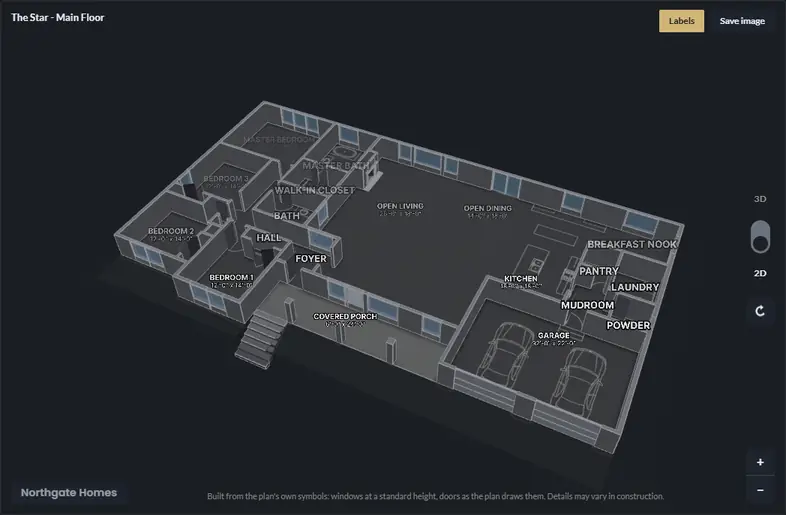 The Star - Main Floor
Labels
Save image
MASTER BEDROOM
BEDROOM 3
MASTER BATH
WALK-IN CLOSET
BATH
BEDROOM 2
HALL
FOYER
BEDROOM 1
OPEN LIVING
OPEN DINING
BREAKFAST NOOK
KITCHEN
PANTRY
LAUNDRY
MUDROOM
POWDER
COVERED PORCH
GARAGE
3D
2D
+
−
Northgate Homes
Built from the plan's own symbols: windows at a standard height, doors as the plan draws them. Details may vary in construction.